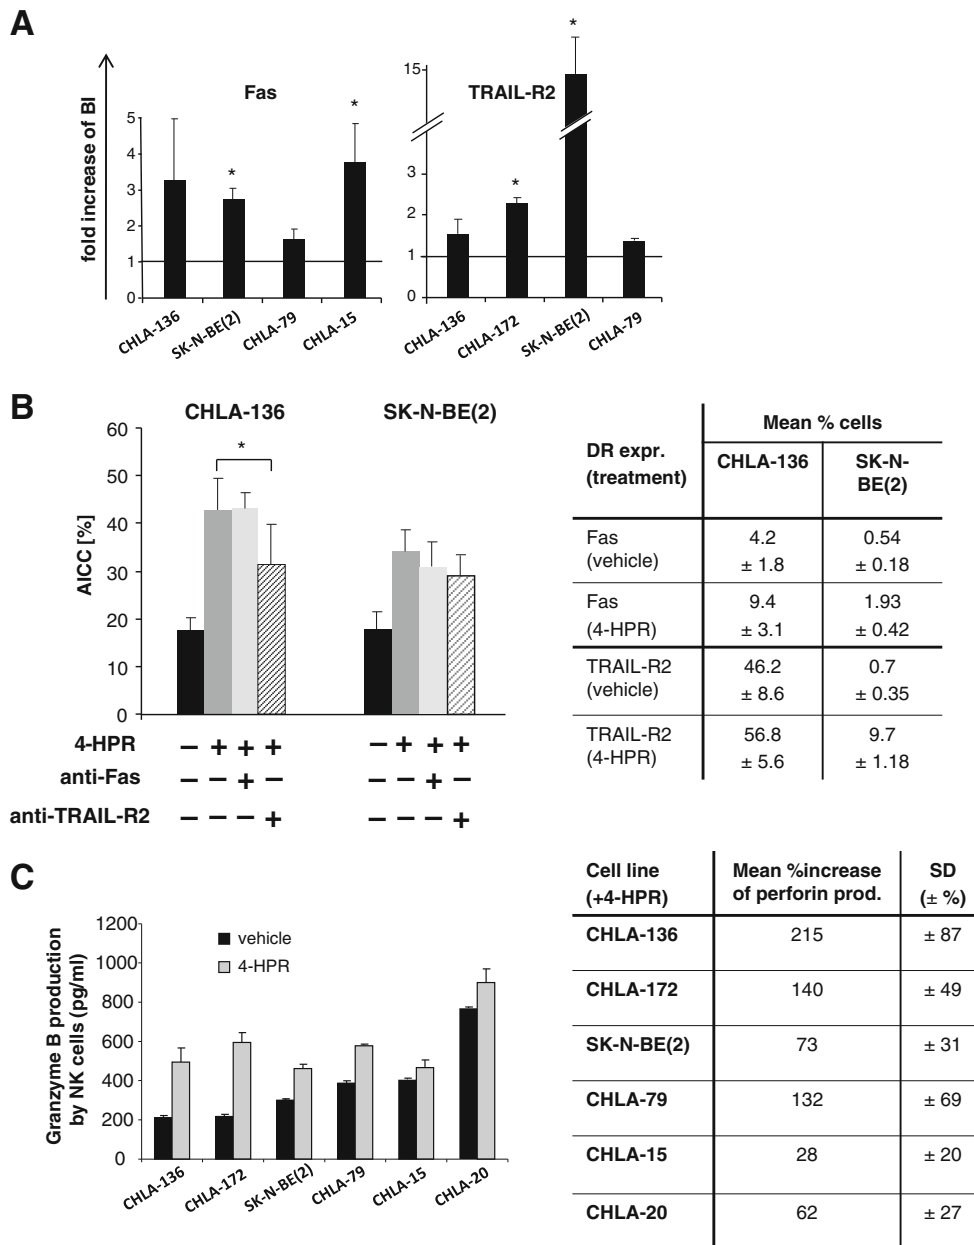 A
fold increase of BI
Fas
5
4
3
2
1
0
*
*
CHLA-136
SK-N-BE(2)
CHLA-79
CHLA-15
TRAIL-R2
15
3
2
1
0
*
*
CHLA-136
CHLA-172
SK-N-BE(2)
CHLA-79
B
CHLA-136
SK-N-BE(2)
AICC [%]
60
50
40
30
20
10
0
*
4-HPR − + + + − + + +
anti-Fas − − + − − − + −
anti-TRAIL-R2 − − − + − − − +
Mean % cells
DR expr. (treatment) CHLA-136 SK-N-BE(2)
Fas (vehicle) 4.2 ± 1.8 0.54 ± 0.18
Fas (4-HPR) 9.4 ± 3.1 1.93 ± 0.42
TRAIL-R2 (vehicle) 46.2 ± 8.6 0.7 ± 0.35
TRAIL-R2 (4-HPR) 56.8 ± 5.6 9.7 ± 1.18
C
Granzyme B production
by NK cells (pg/ml)
1200
1000
800
600
400
200
0
vehicle
4-HPR
CHLA-136
CHLA-172
SK-N-BE(2)
CHLA-79
CHLA-15
CHLA-20
Cell line (+4-HPR) Mean %increase of perforin prod. SD (± %)
CHLA-136 215 ± 87
CHLA-172 140 ± 49
SK-N-BE(2) 73 ± 31
CHLA-79 132 ± 69
CHLA-15 28 ± 20
CHLA-20 62 ± 27